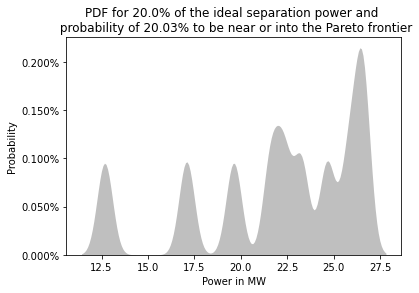 PDF for 20.0% of the ideal separation power and
probability of 20.03% to be near or into the Pareto frontier
0.200%
0.150%
0.100%
0.050%
0.000%
Probability
12.5 15.0 17.5 20.0 22.5 25.0 27.5
Power in MW